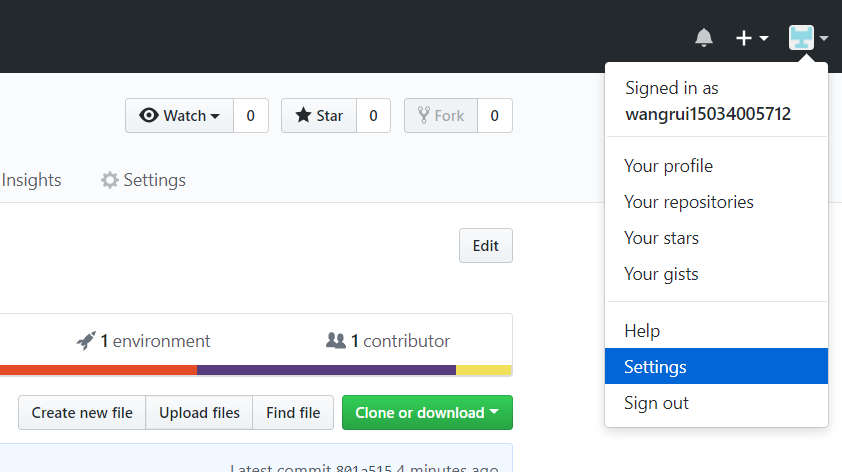 Signed in as
wangrui15034005712
Watch 0 Star 0 Fork 0
Your profile
Insights Settings
Your repositories
Your stars
Edit
Your gists
Help
1 environment 1 contributor
Settings
Sign out
Create new file Upload files Find file Clone or download
Latest commit 801a515 4 minutes ago